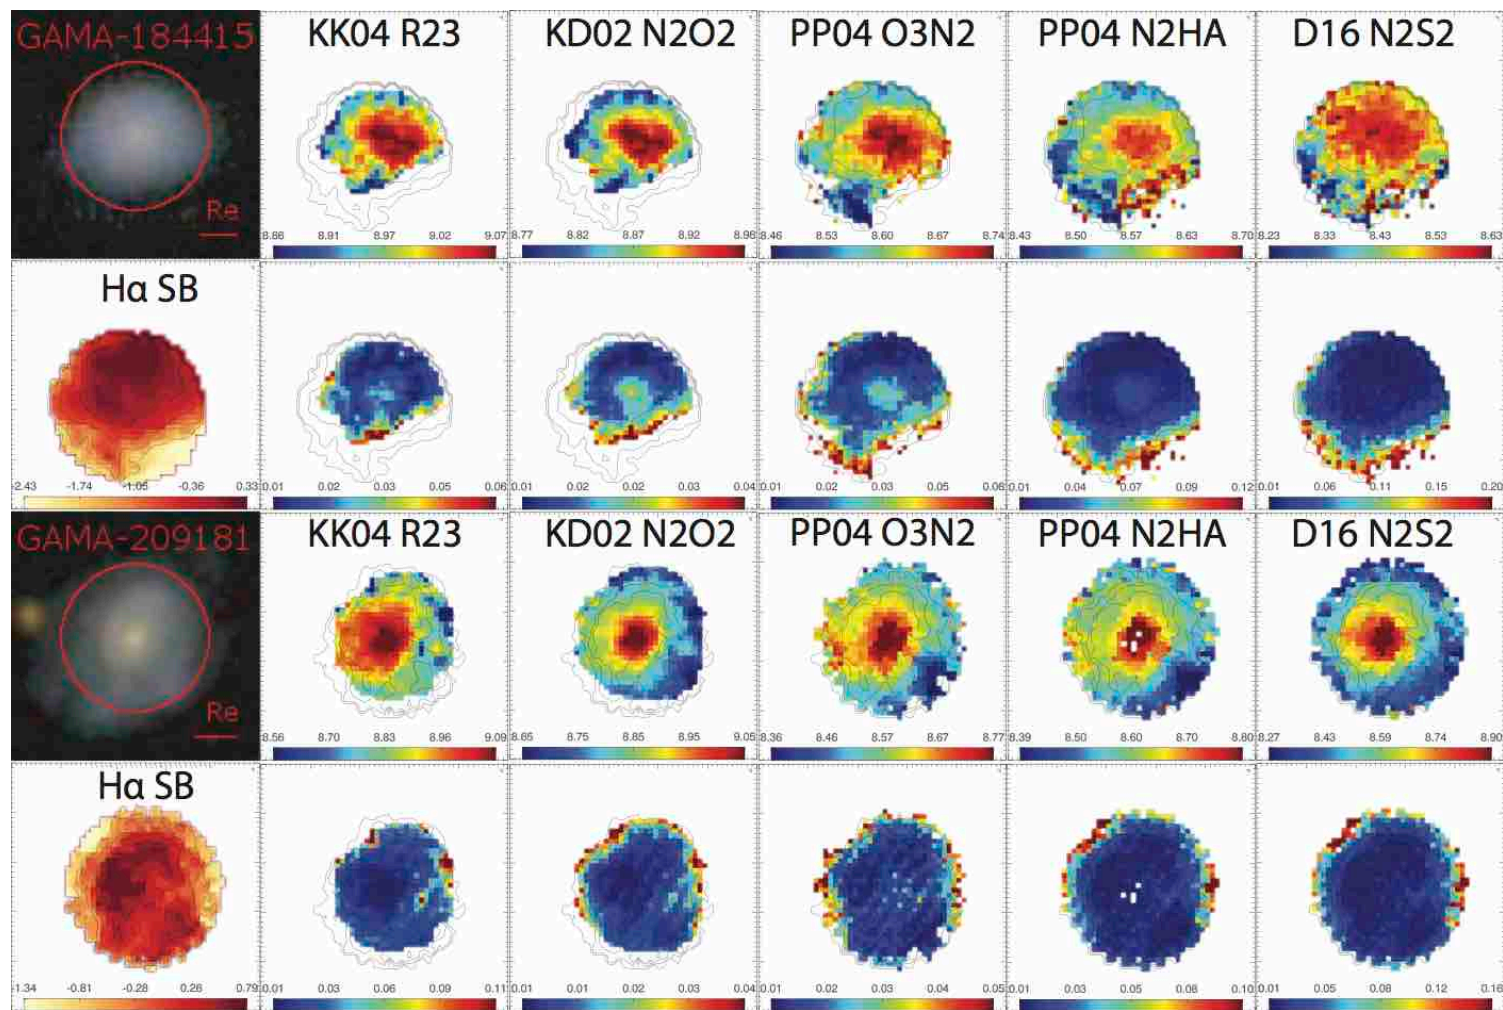 GAMA-184415 KK04 R23 KD02 N2O2 PP04 O3N2 PP04 N2HA D16 N2S2
Re
8.86 8.91 8.97 9.02 9.07 8.77 8.82 8.87 8.92 8.96 8.46 8.53 8.60 8.67 8.74 8.43 8.50 8.57 8.63 8.70 8.23 8.33 8.43 8.53 8.63
Hα SB
-2.43 -1.74 -1.05 -0.36 0.33 0.01 0.02 0.03 0.05 0.06 0.01 0.02 0.02 0.03 0.04 0.01 0.02 0.03 0.05 0.06 0.01 0.04 0.07 0.09 0.12 0.01 0.06 0.11 0.15 0.20
GAMA-209181 KK04 R23 KD02 N2O2 PP04 O3N2 PP04 N2HA D16 N2S2
Re
8.56 8.70 8.83 8.96 9.09 8.65 8.75 8.85 8.95 9.05 8.36 8.46 8.57 8.67 8.77 8.39 8.50 8.60 8.70 8.80 8.27 8.43 8.59 8.74 8.90
Hα SB
-1.34 -0.81 -0.28 0.26 0.79 0.01 0.03 0.06 0.09 0.11 0.01 0.01 0.02 0.03 0.04 0.01 0.02 0.03 0.04 0.05 0.01 0.03 0.05 0.08 0.10 0.01 0.05 0.08 0.12 0.16